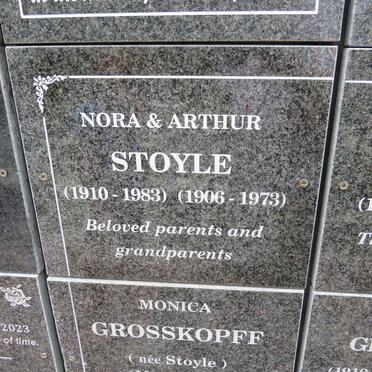 NORA & ARTHUR
STOYLE
(1910 - 1983) (1906 - 1973)
Beloved parents and
grandparents
MONICA
GROSSKOPFF
( née Stoyle )
2023
of time.